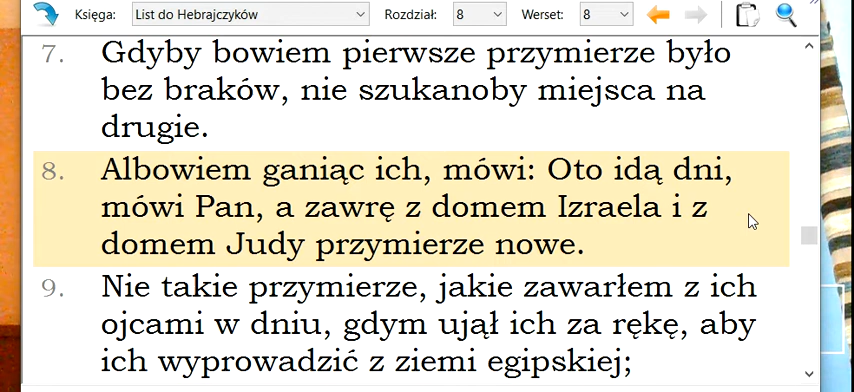 Księga: List do Hebrajczyków Rozdział: 8 Werset: 8
7. Gdyby bowiem pierwsze przymierze było
bez braków, nie szukanoby miejsca na
drugie.
8. Albowiem ganiąc ich, mówi: Oto idą dni,
mówi Pan, a zawrę z domem Izraela i z
domem Judy przymierze nowe.
9. Nie takie przymierze, jakie zawarłem z ich
ojcami w dniu, gdym ujął ich za rękę, aby
ich wyprowadzić z ziemi egipskiej;